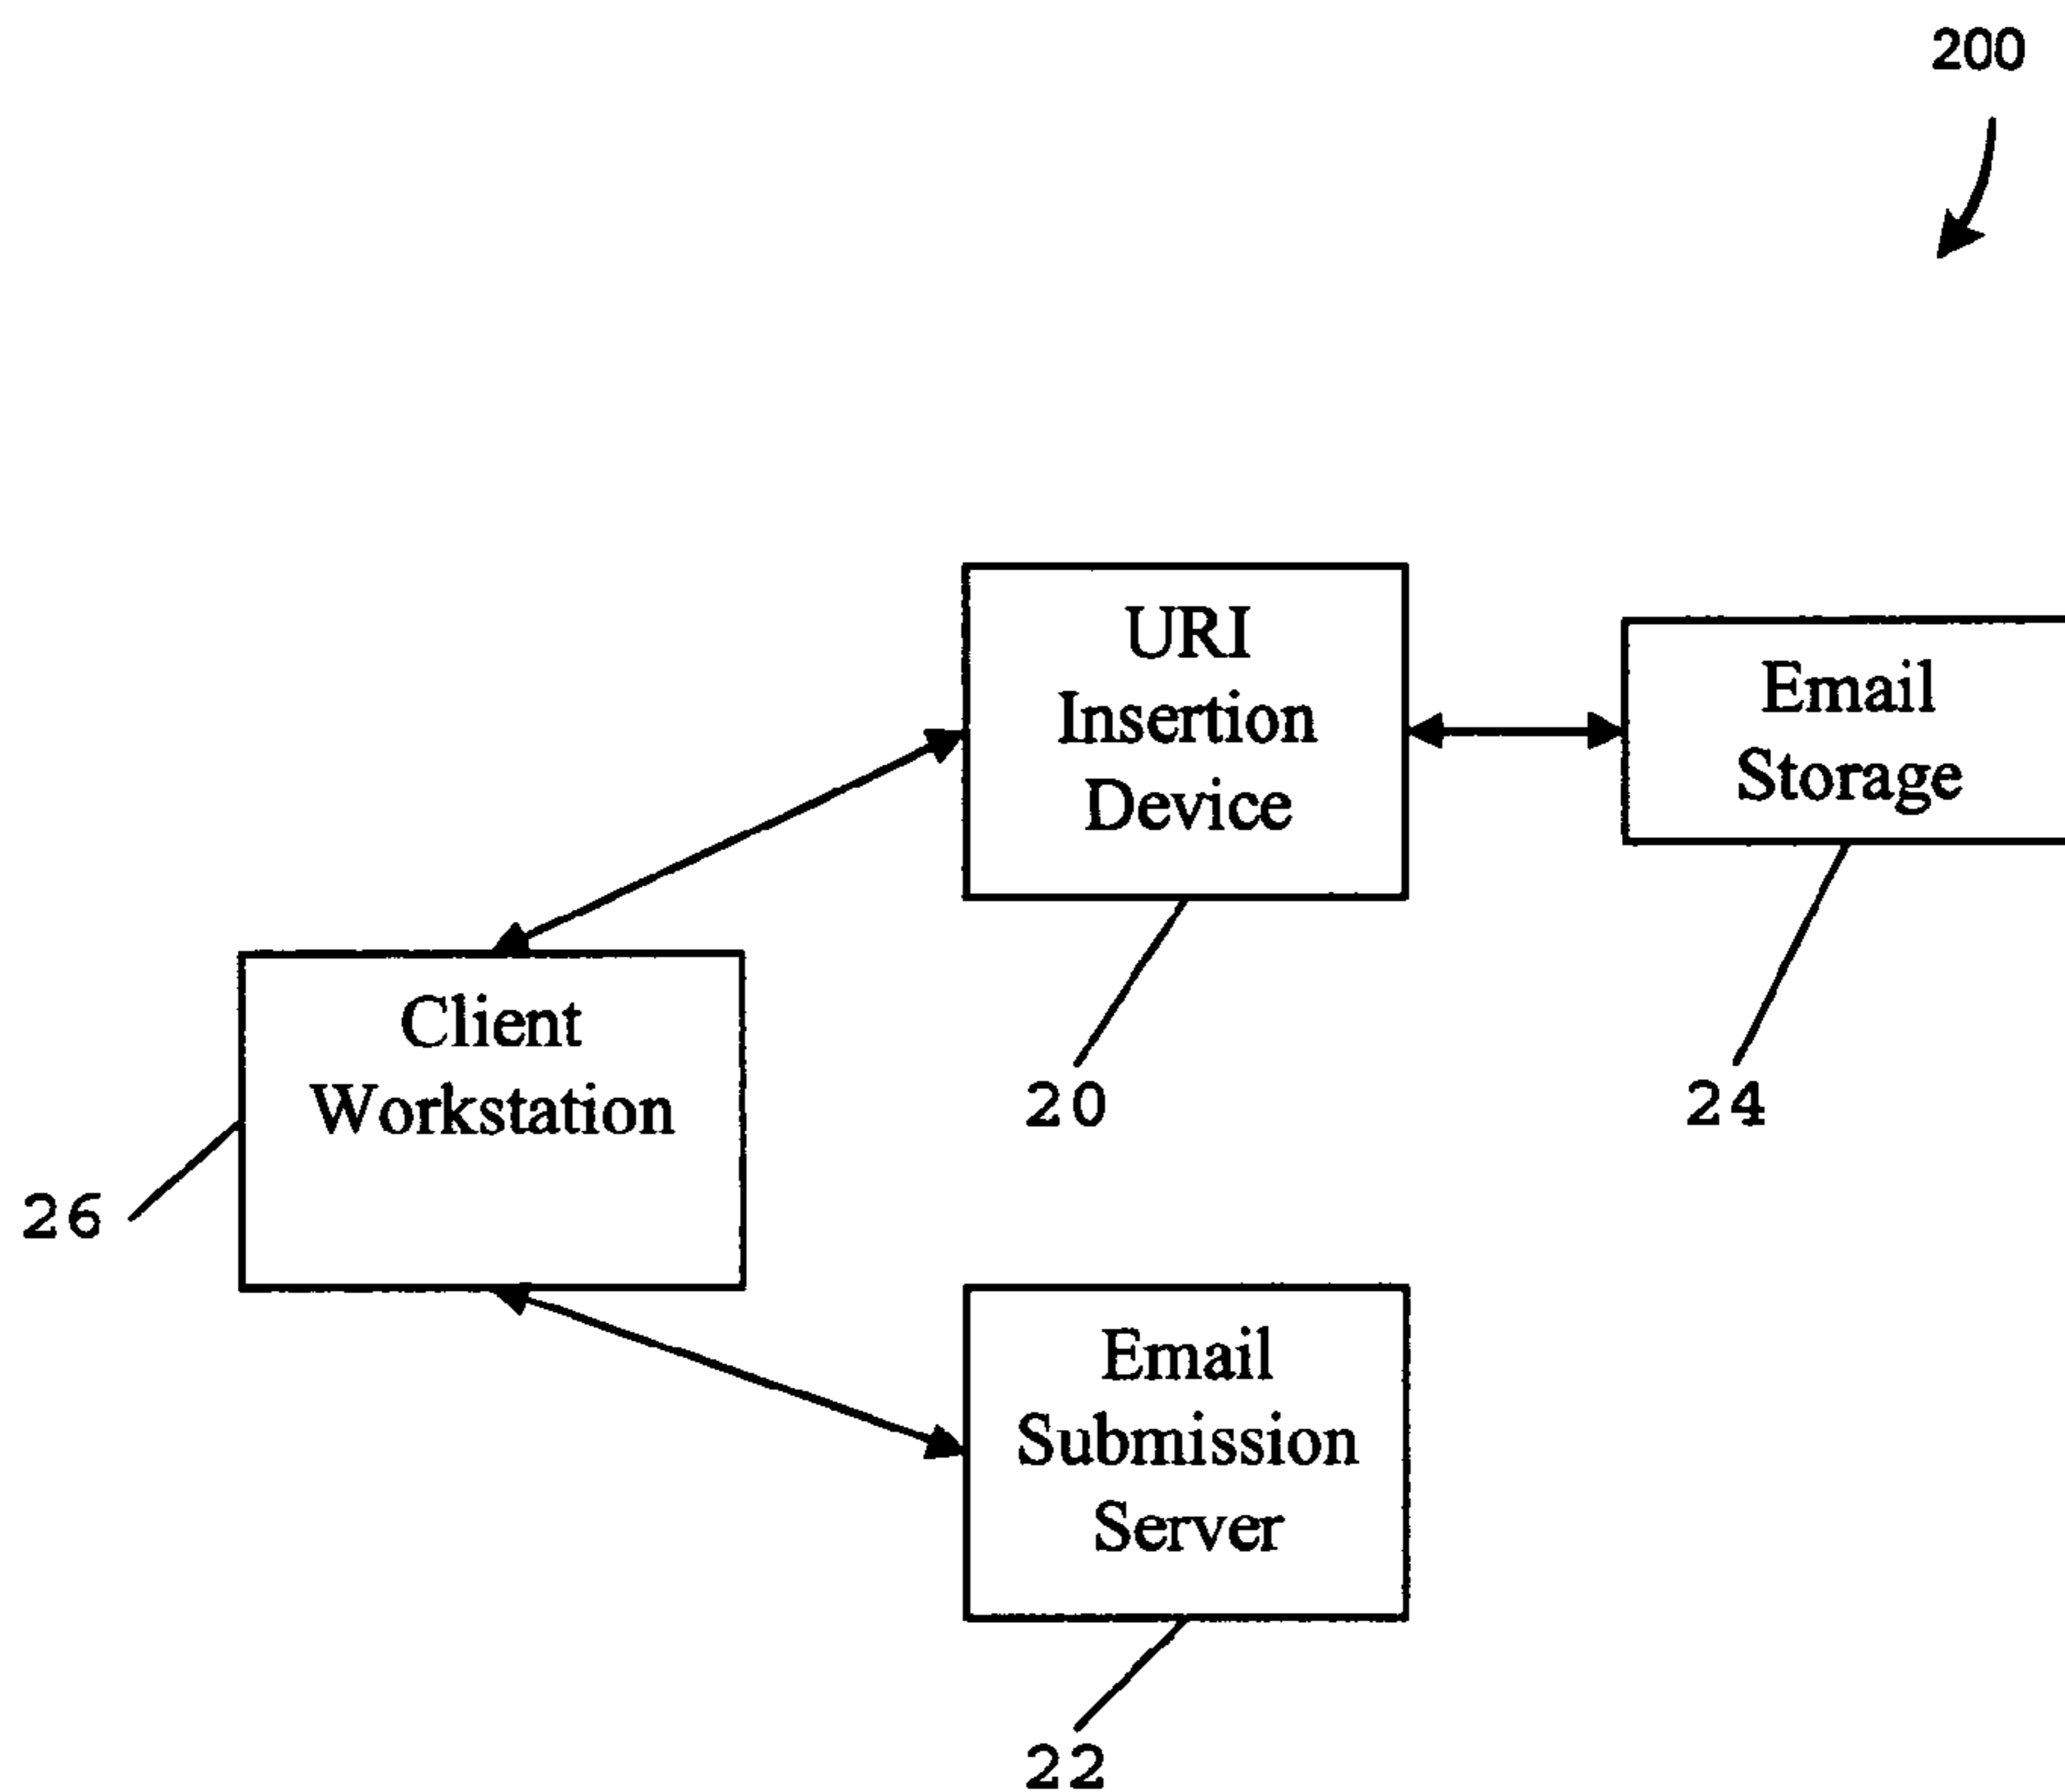 200
URI
Insertion
Device
Email
Storage
Client
Workstation
20
24
26
Email
Submission
Server
22